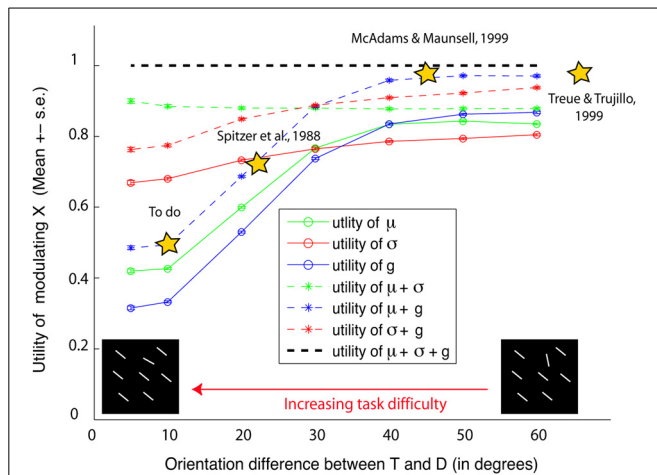 McAdams & Maunsell, 1999
Treue & Trujillo,
1999
Spitzer et al., 1988
To do
Utility of modulating X (Mean +− s.e.)
1
0.8
0.6
0.4
0.2
0
utlity of μ
utility of σ
utility of g
utility of μ + σ
utility of μ + g
utility of σ + g
utility of μ + σ + g
Increasing task difficulty
0 10 20 30 40 50 60
Orientation difference between T and D (in degrees)